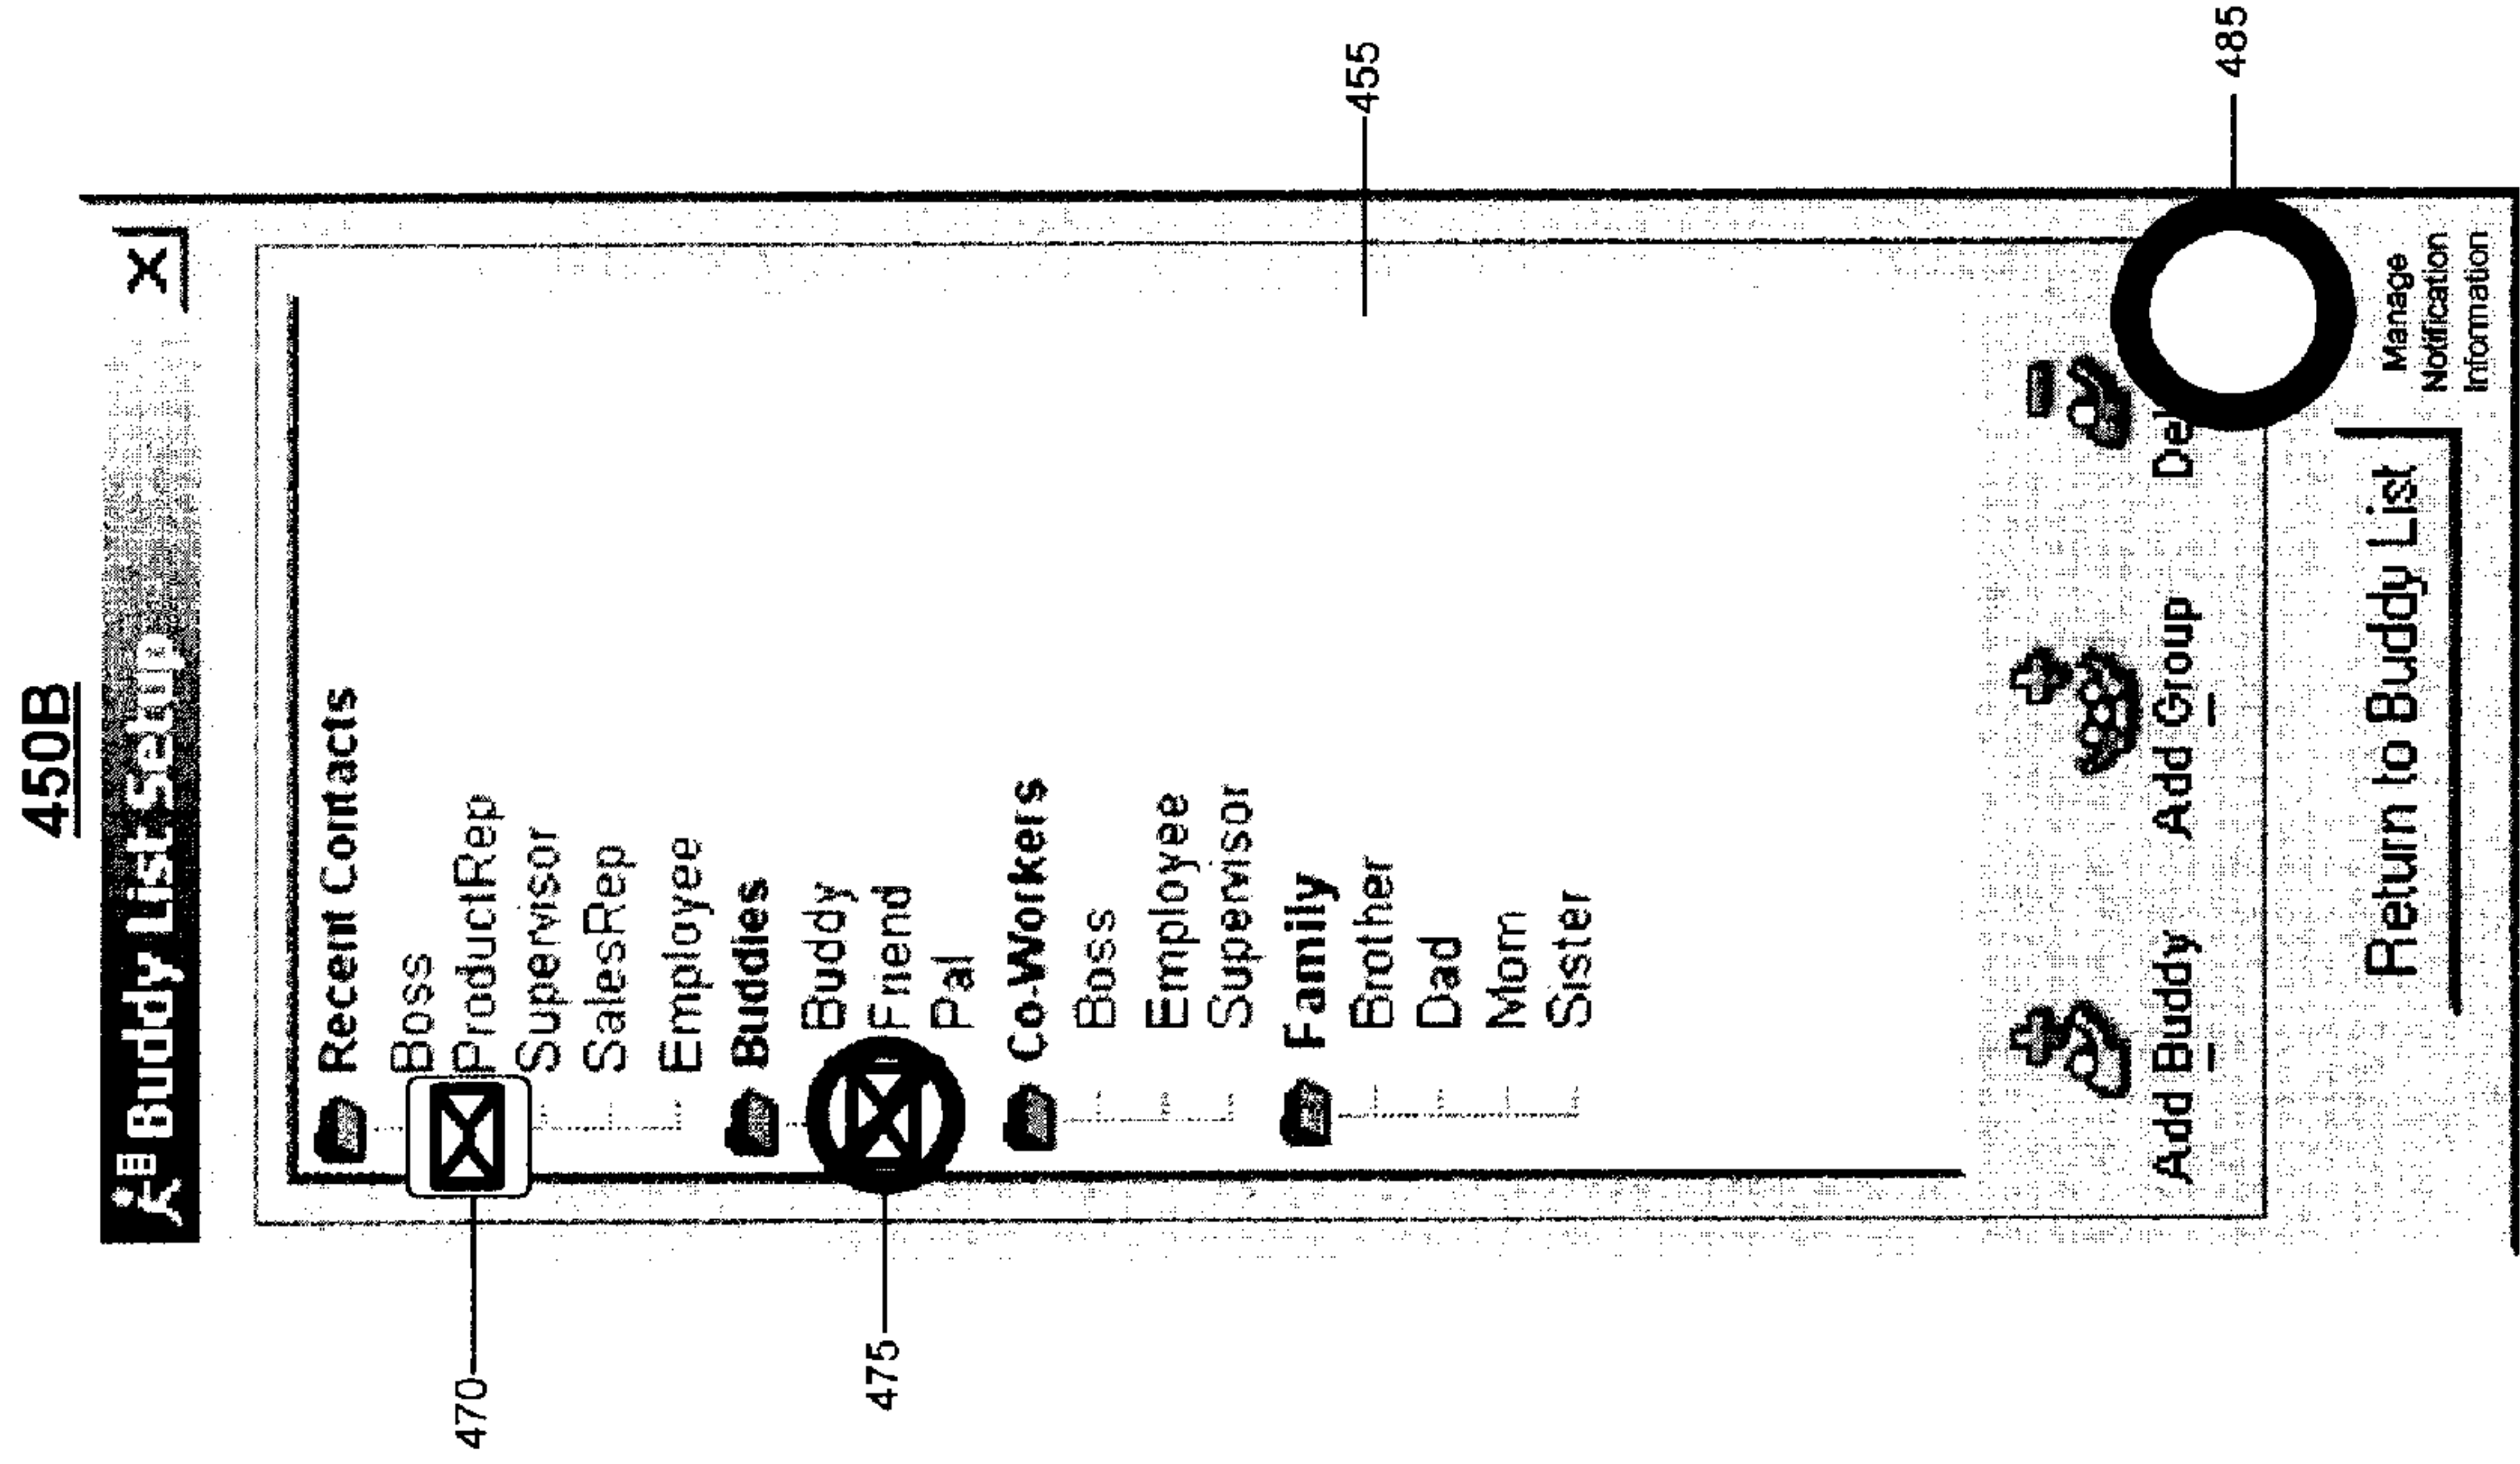 450B
Buddy List Setup
X
Recent Contacts
Boss
470
ProductRep
Supervisor
SalesRep
Employee
Buddies
Buddy
475
Friend
Pal
Co-Workers
Boss
Employee
Supervisor
Family
Brother
455
Dad
Mom
Sister
Add Buddy Add Group Del
485
Return to Buddy List
Manage
Notification
Information